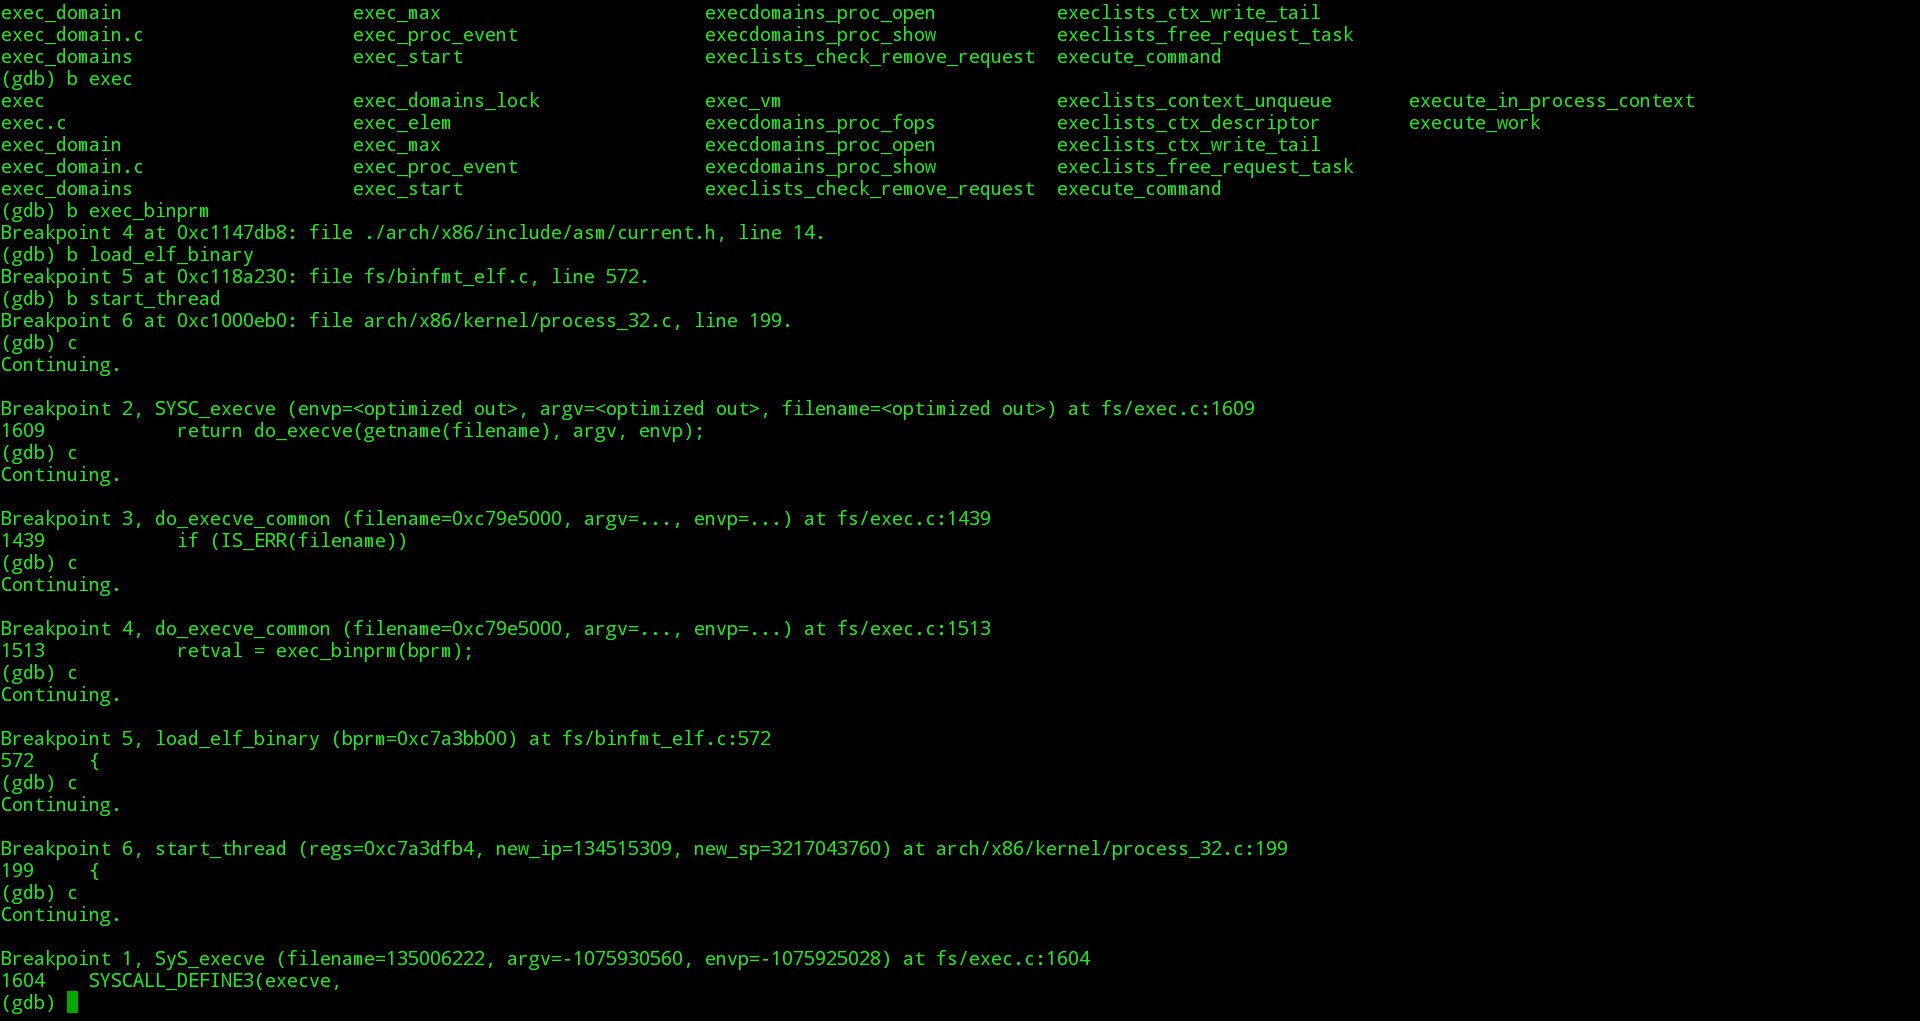 exec_domain exec_max execdomains_proc_open execlists_ctx_write_tail
exec_domain.c exec_proc_event execdomains_proc_show execlists_free_request_task
exec_domains exec_start execlists_check_remove_request execute_command
(gdb) b exec
exec exec_domains_lock exec_vm execlists_context_unqueue execute_in_process_context
exec.c exec_elem execdomains_proc_fops execlists_ctx_descriptor execute_work
exec_domain exec_max execdomains_proc_open execlists_ctx_write_tail
exec_domain.c exec_proc_event execdomains_proc_show execlists_free_request_task
exec_domains exec_start execlists_check_remove_request execute_command
(gdb) b exec_binprm
Breakpoint 4 at 0xc1147db8: file ./arch/x86/include/asm/current.h, line 14.
(gdb) b load_elf_binary
Breakpoint 5 at 0xc118a230: file fs/binfmt_elf.c, line 572.
(gdb) b start_thread
Breakpoint 6 at 0xc1000eb0: file arch/x86/kernel/process_32.c, line 199.
(gdb) c
Continuing.
Breakpoint 2, SYSC_execve (envp=<optimized out>, argv=<optimized out>, filename=<optimized out>) at fs/exec.c:1609
1609 return do_execve(getname(filename), argv, envp);
(gdb) c
Continuing.
Breakpoint 3, do_execve_common (filename=0xc79e5000, argv=..., envp=...) at fs/exec.c:1439
1439 if (IS_ERR(filename))
(gdb) c
Continuing.
Breakpoint 4, do_execve_common (filename=0xc79e5000, argv=..., envp=...) at fs/exec.c:1513
1513 retval = exec_binprm(bprm);
(gdb) c
Continuing.
Breakpoint 5, load_elf_binary (bprm=0xc7a3bb00) at fs/binfmt_elf.c:572
572 {
(gdb) c
Continuing.
Breakpoint 6, start_thread (regs=0xc7a3dfb4, new_ip=134515309, new_sp=3217043760) at arch/x86/kernel/process_32.c:199
199 {
(gdb) c
Continuing.
Breakpoint 1, SyS_execve (filename=135006222, argv=-1075930560, envp=-1075925028) at fs/exec.c:1604
1604 SYSCALL_DEFINE3(execve,
(gdb)